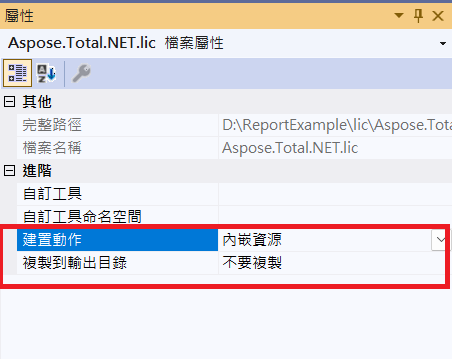 屬性
Aspose.Total.NET.lic 檔案屬性
其他
完整路徑 D:\ReportExample\lic\Aspose.Tota
檔案名稱 Aspose.Total.NET.lic
進階
自訂工具
自訂工具命名空間
建置動作 內嵌資源
複製到輸出目錄 不要複製